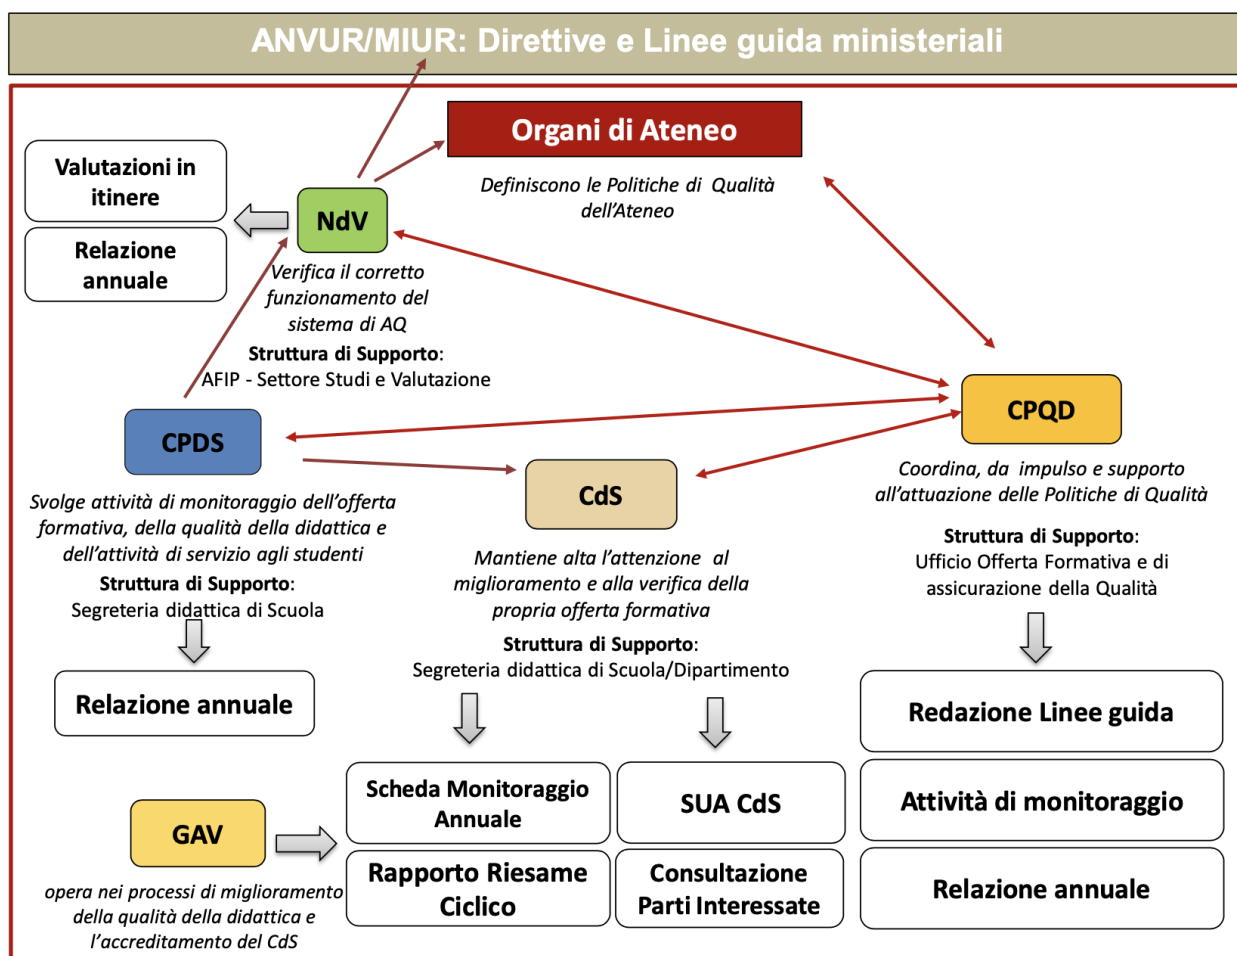 ANVUR/MIUR: Direttive e Linee guida ministeriali
Organi di Ateneo
Definiscono le Politiche di Qualità
dell’Ateneo
Valutazioni in
itinere
Relazione
annuale
NdV
Verifica il corretto
funzionamento del
sistema di AQ
Struttura di Supporto:
AFIP - Settore Studi e Valutazione
CPDS
Svolge attività di monitoraggio dell’offerta
formativa, della qualità della didattica e
dell’attività di servizio agli studenti
Struttura di Supporto:
Segreteria didattica di Scuola
Relazione annuale
CdS
Mantiene alta l’attenzione al
miglioramento e alla verifica della
propria offerta formativa
Struttura di Supporto:
Segreteria didattica di Scuola/Dipartimento
CPQD
Coordina, da impulso e supporto
all’attuazione delle Politiche di Qualità
Struttura di Supporto:
Ufficio Offerta Formativa e di
assicurazione della Qualità
GAV
opera nei processi di miglioramento
della qualità della didattica e
l’accreditamento del CdS
Scheda Monitoraggio
Annuale
Rapporto Riesame
Ciclico
SUA CdS
Consultazione
Parti Interessate
Redazione Linee guida
Attività di monitoraggio
Relazione annuale